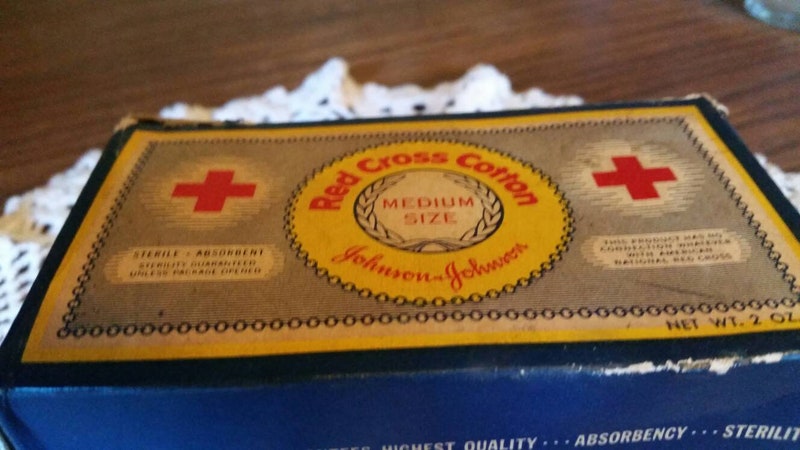 Red Cross Cotton
MEDIUM
SIZE
Johnson & Johnson
STERILE - ABSORBENT
STERILITY GUARANTEED
UNLESS PACKAGE OPENED
THIS PRODUCT HAS NO
CONNECTION WHATEVER
WITH AMERICAN
NATIONAL RED CROSS
NET WT. 2 OZ.
HIGHEST QUALITY ··· ABSORBENCY ··· STERILIT